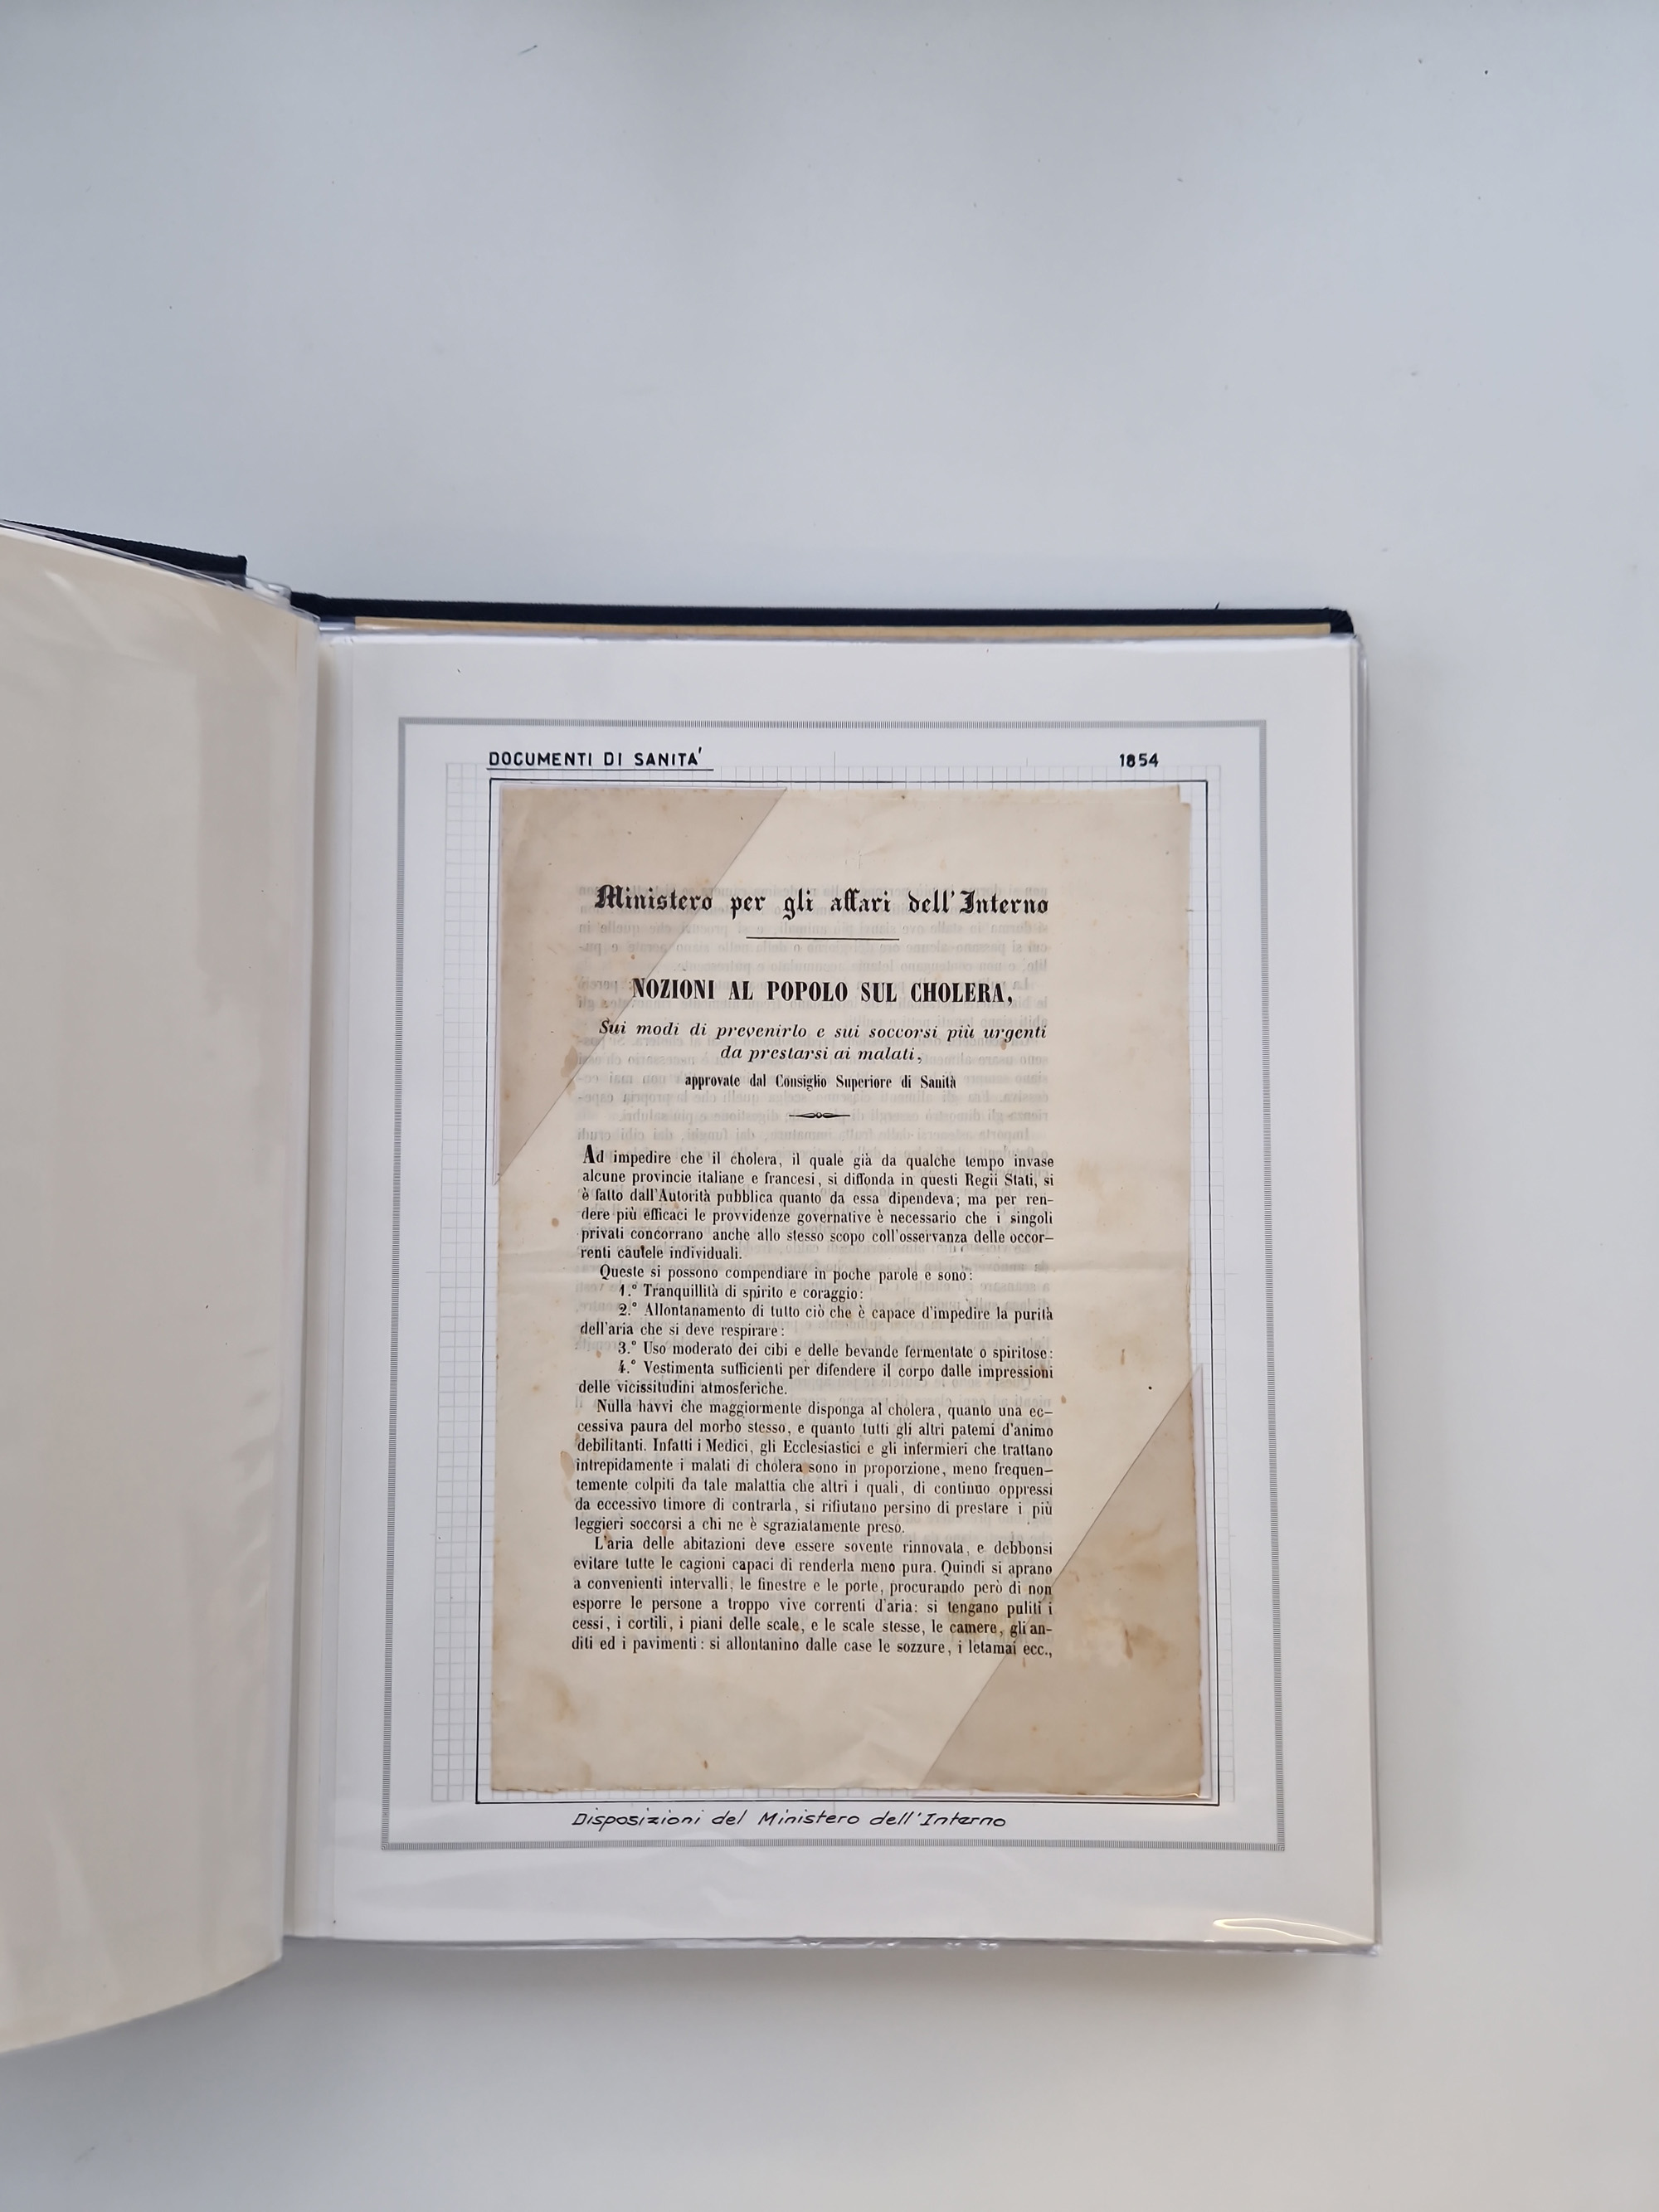 DOCUMENTI DI SANITA'
1854
Ministero per gli affari dell'Interno
NOZIONI AL POPOLO SUL CHOLERA,
Sui modi di prevenirlo e sui soccorsi più urgenti
da prestarsi ai malati,
approvate dal Consiglio Superiore di Sanità
Ad impedire che il cholera, il quale già da qualche tempo invase
alcune provincie italiane e francesi, si diffonda in questi Regii Stati, si
è fatto dall'Autorità pubblica quanto da essa dipendeva; ma per ren-
dere più efficaci le provvidenze governative è necessario che i singoli
privati concorrano anche allo stesso scopo coll'osservanza delle occor-
renti cautele individuali.
Queste si possono compendiare in poche parole e sono:
1.° Tranquillità di spirito e coraggio:
2.° Allontanamento di tutto ciò che è capace d'impedire la purità
dell'aria che si deve respirare:
3.° Uso moderato dei cibi e delle bevande fermentate o spiritose:
4.° Vestimenta sufficienti per difendere il corpo dalle impressioni
delle vicissitudini atmosferiche.
Nulla havvi che maggiormente disponga al cholera, quanto una ec-
cessiva paura del morbo stesso, e quanto tutti gli altri patemi d'animo
debilitanti. Infatti i Medici, gli Ecclesiastici e gli infermieri che trattano
intrepidamente i malati di cholera sono in proporzione, meno frequen-
temente colpiti da tale malattia che altri i quali, di continuo oppressi
da eccessivo timore di contrarla, si rifiutano persino di prestare i più
leggieri soccorsi a chi ne è sgraziatamente preso.
L'aria delle abitazioni deve essere sovente rinnovata, e debbonsi
evitare tutte le cagioni capaci di renderla meno pura. Quindi si aprano
a convenienti intervalli, le finestre e le porte, procurando però di non
esporre le persone a troppo vive correnti d'aria: si tengano puliti i
cessi, i cortili, i piani delle scale, e le scale stesse, le camere, gli an-
diti ed i pavimenti: si allontanino dalle case le sozzure, i letamai ecc.,
Disposizioni del Ministero dell'Interno